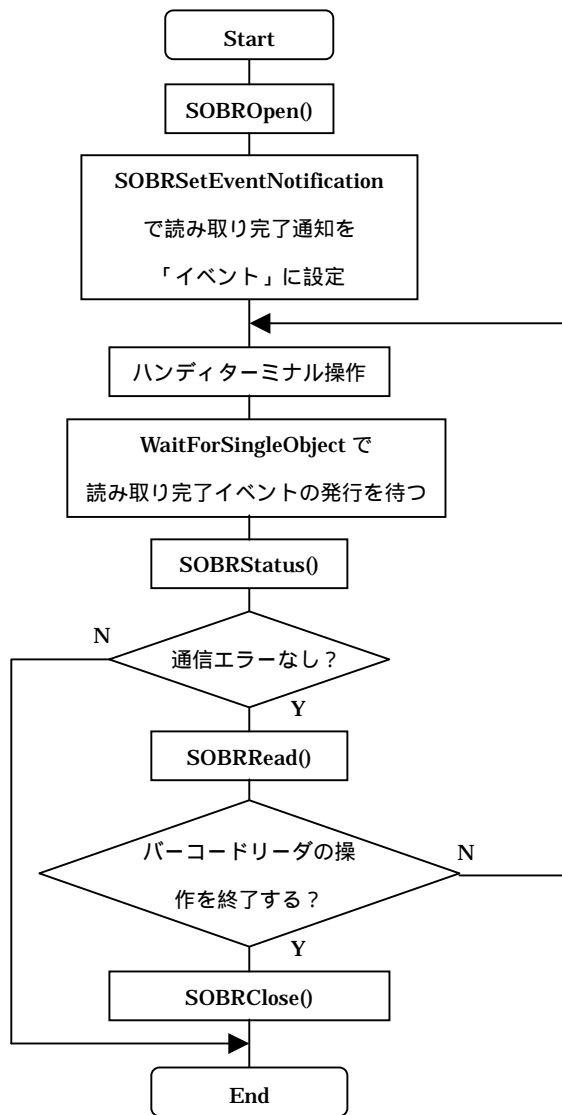 Start
SOBROpen()
SOBRSetEventNotification
で読み取り完了通知を
「イベント」に設定
ハンディターミナル操作
WaitForSingleObject で
読み取り完了イベントの発行を待つ
SOBRStatus()
N
通信エラーなし？
Y
SOBRRead()
バーコードリーダの操
N
作を終了する？
Y
SOBRClose()
End